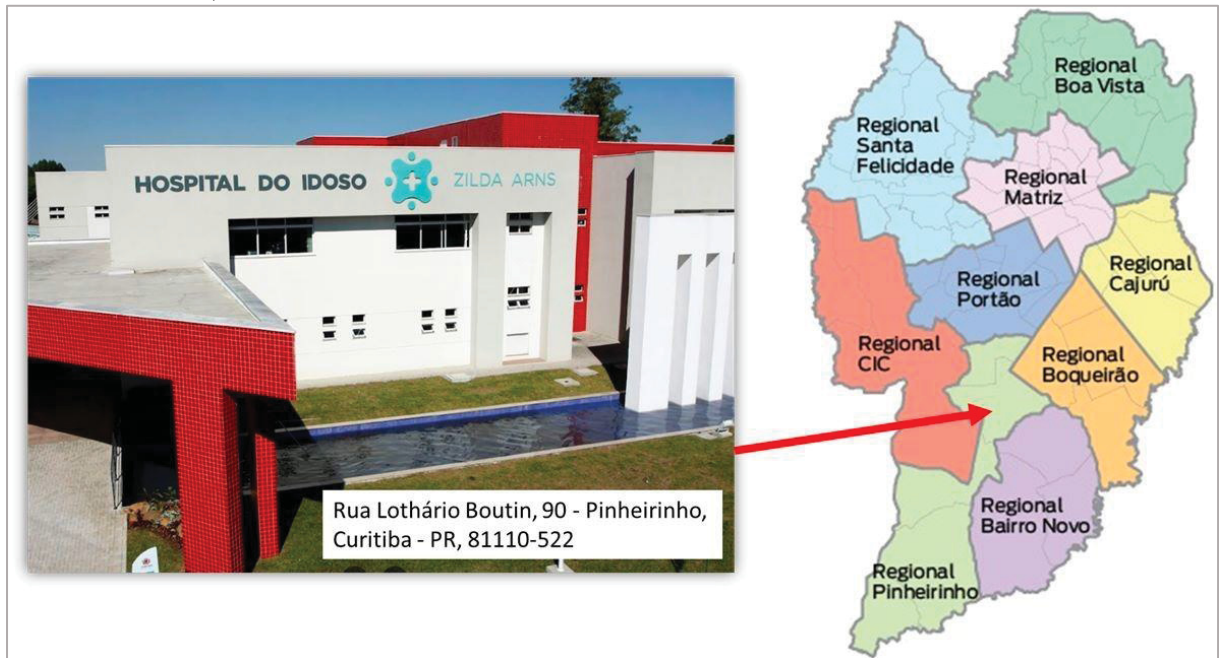 HOSPITAL DO IDOSO ZILDA ARNS
Rua Lothário Boutin, 90 - Pinheirinho,
Curitiba - PR, 81110-522
Regional
Boa Vista
Regional
Santa
Felicidade
Regional
Matriz
Regional
Cajurú
Regional
Portão
Regional
CIC
Regional
Boqueirão
Regional
Bairro Novo
Regional
Pinheirinho